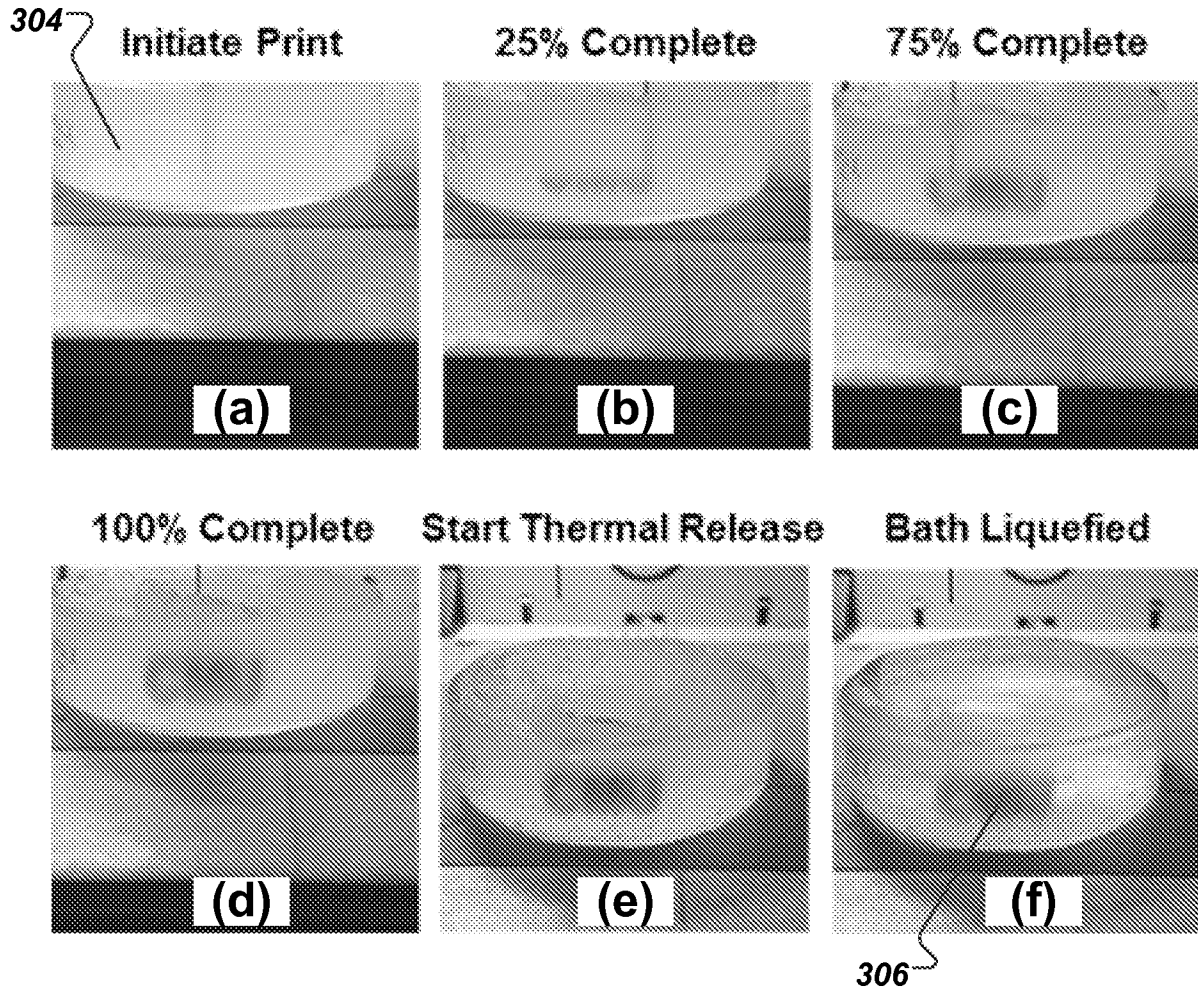 304
Initiate Print 25% Complete 75% Complete
(a) (b) (c)
100% Complete Start Thermal Release Bath Liquefied
(d) (e) (f)
306